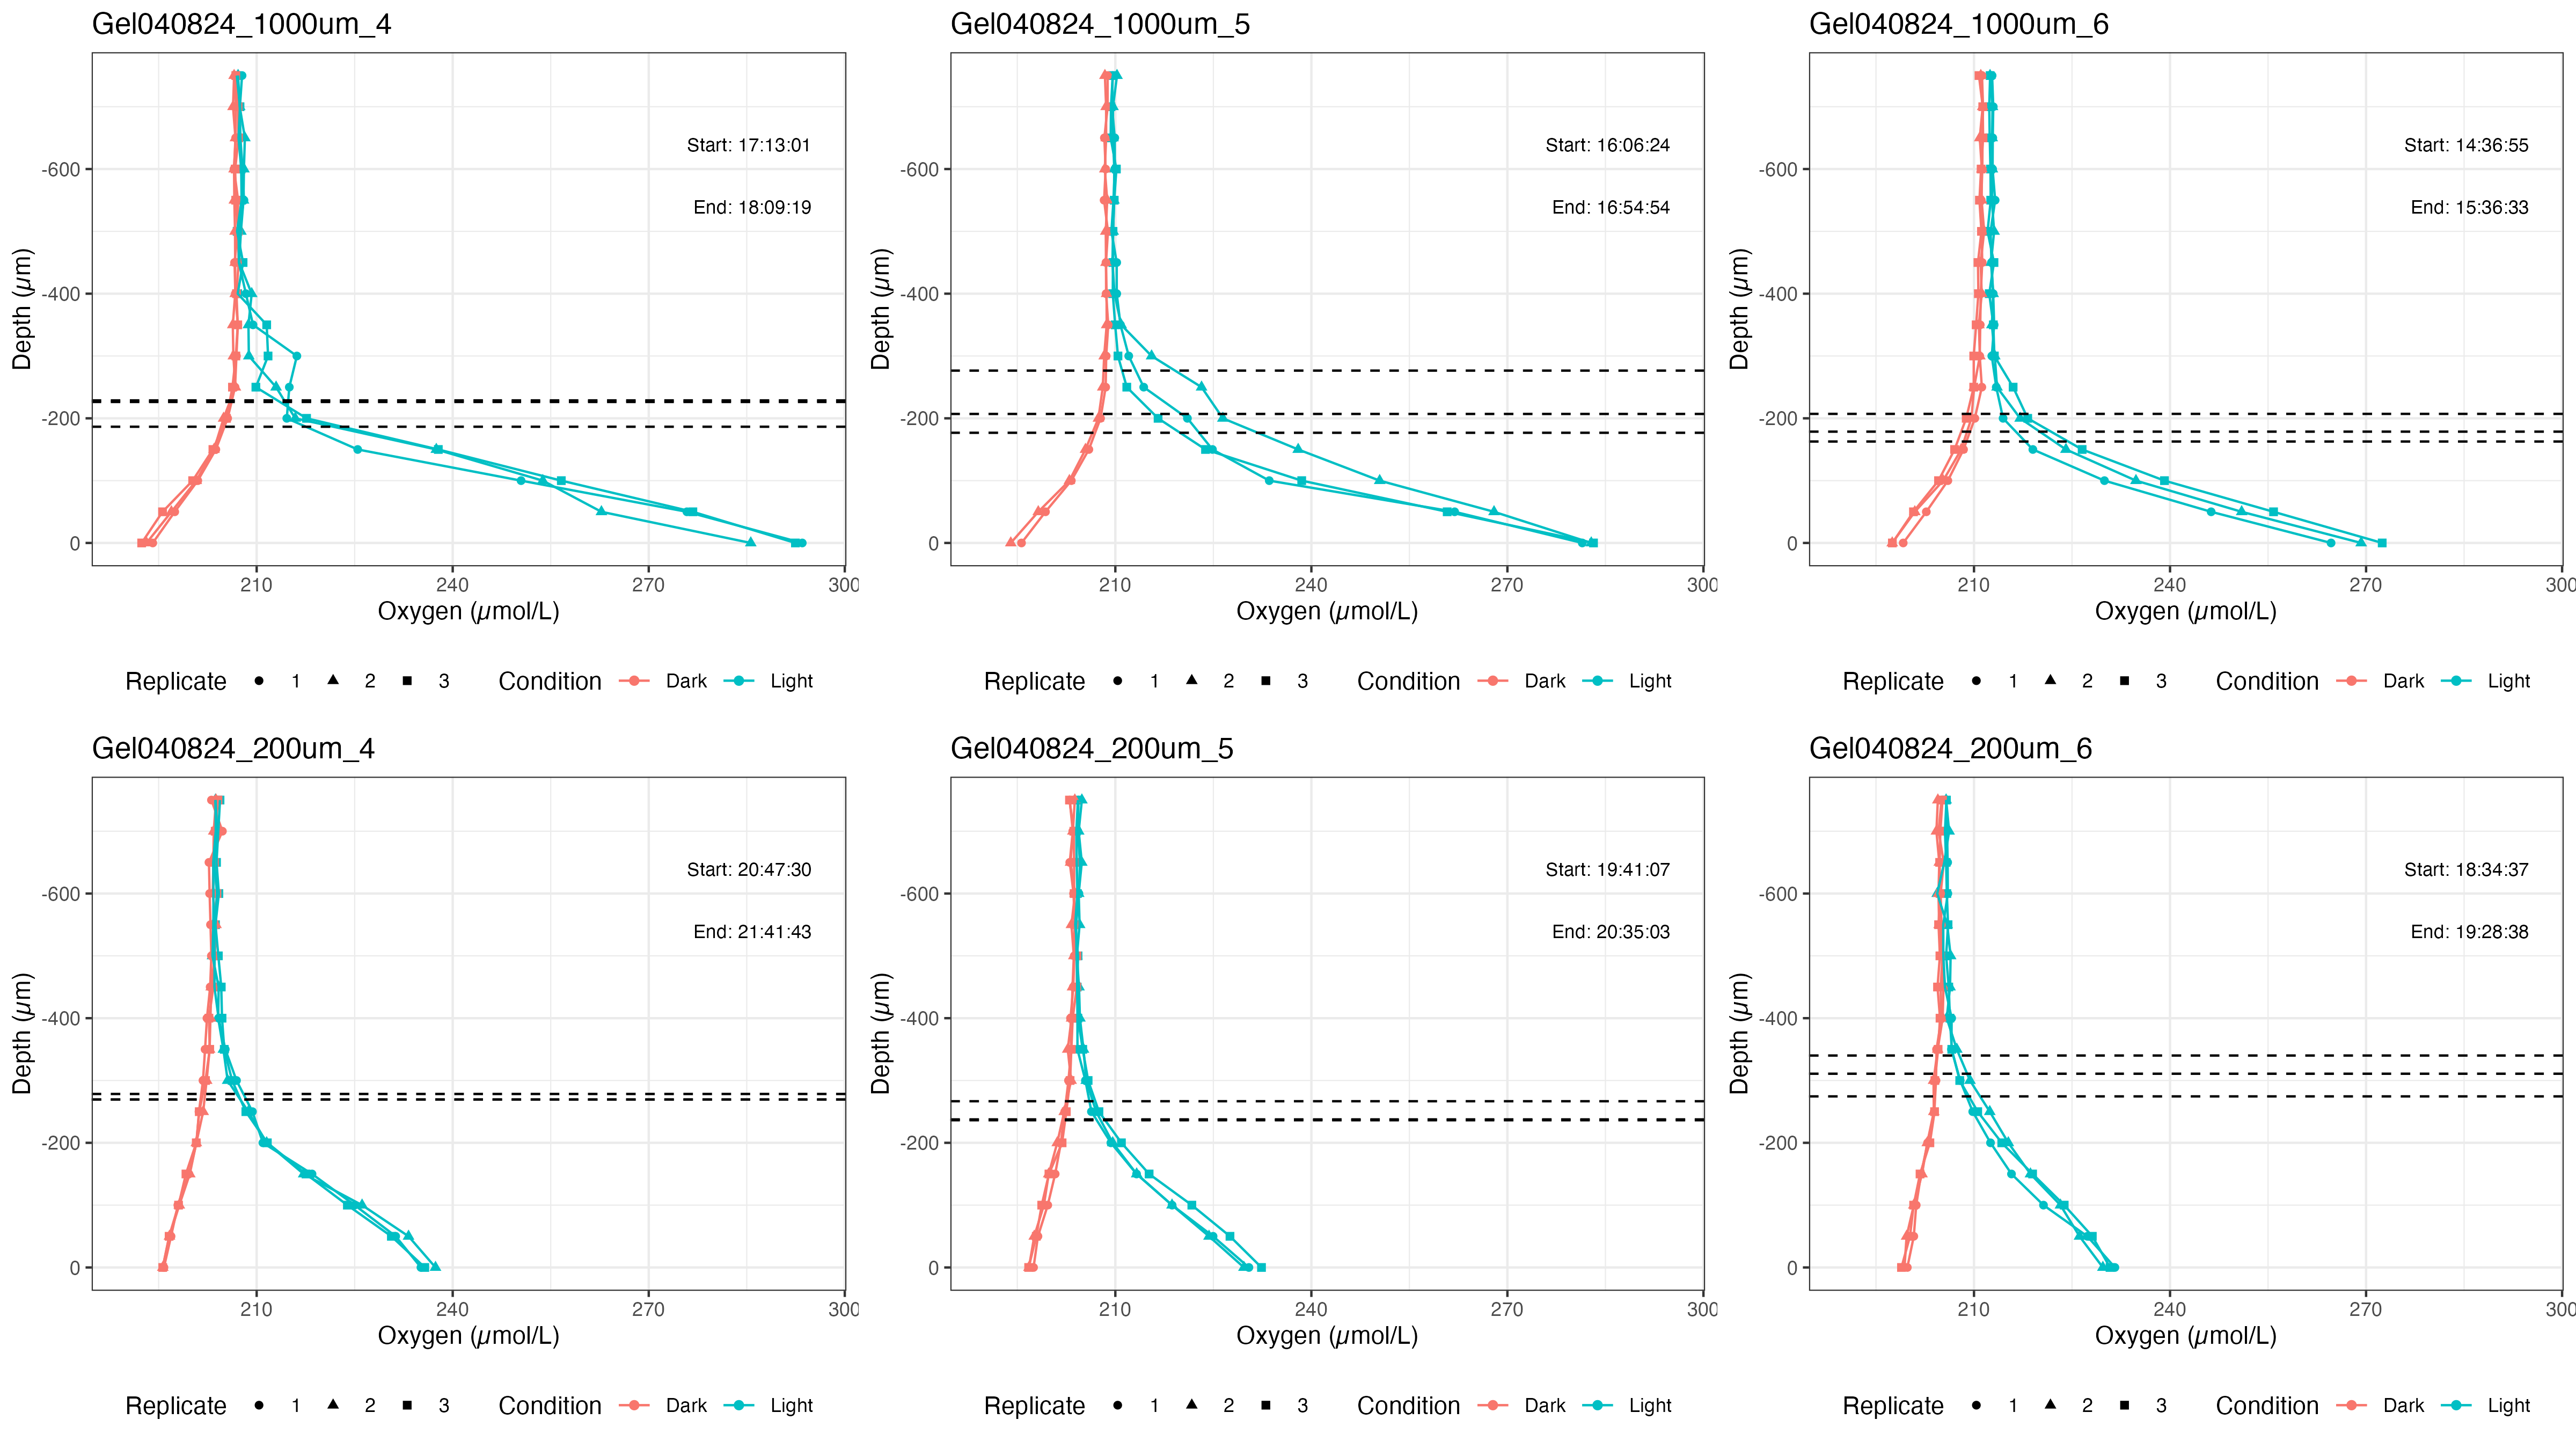 Gel040824_1000um_4
Start: 17:13:01
-600
End: 18:09:19
Depth (µm)
-400
-200
0
210 240 270 300
Oxygen (µmol/L)
Replicate 1 2 3 Condition Dark Light
Gel040824_1000um_5
Start: 16:06:24
-600
End: 16:54:54
Depth (µm)
-400
-200
0
210 240 270 300
Oxygen (µmol/L)
Replicate 1 2 3 Condition Dark Light
Gel040824_1000um_6
Start: 14:36:55
-600
End: 15:36:33
Depth (µm)
-400
-200
0
210 240 270 300
Oxygen (µmol/L)
Replicate 1 2 3 Condition Dark Light
Gel040824_200um_4
Start: 20:47:30
-600
End: 21:41:43
Depth (µm)
-400
-200
0
210 240 270 300
Oxygen (µmol/L)
Replicate 1 2 3 Condition Dark Light
Gel040824_200um_5
Start: 19:41:07
-600
End: 20:35:03
Depth (µm)
-400
-200
0
210 240 270 300
Oxygen (µmol/L)
Replicate 1 2 3 Condition Dark Light
Gel040824_200um_6
Start: 18:34:37
-600
End: 19:28:38
Depth (µm)
-400
-200
0
210 240 270 300
Oxygen (µmol/L)
Replicate 1 2 3 Condition Dark Light